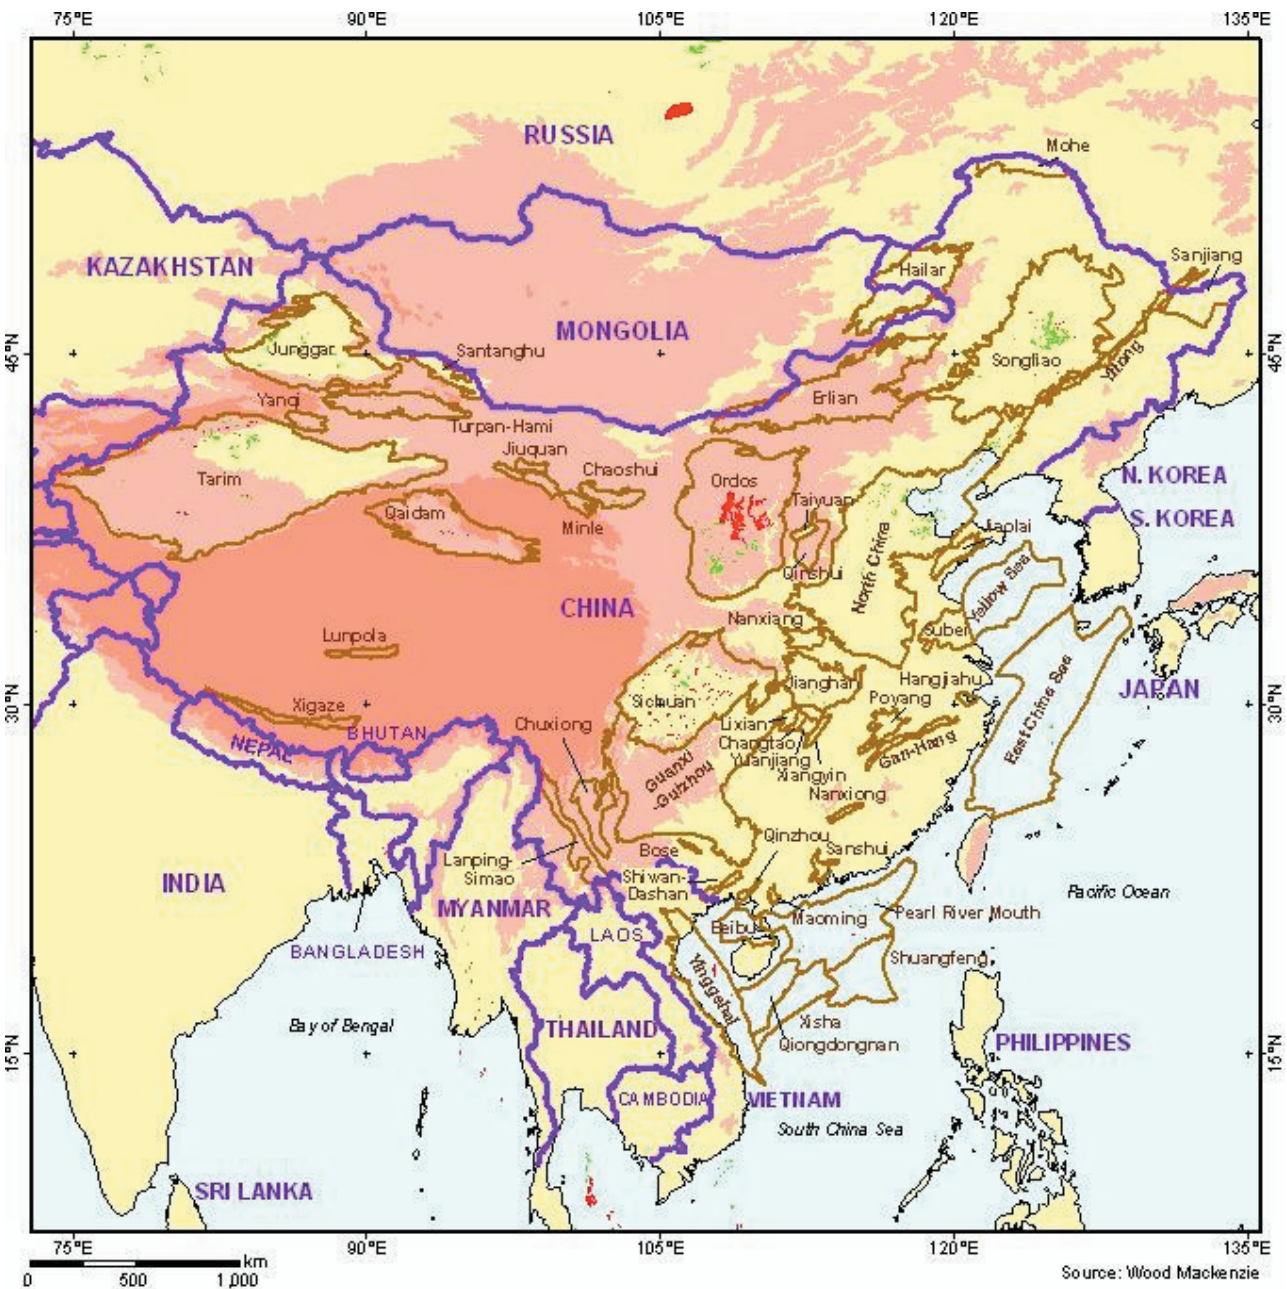 75°E 90°E 105°E 120°E 135°E
RUSSIA
Mohe
KAZAKHSTAN
Hailar
Sanjiang
MONGOLIA
45°N
45°N
Junggar
Santanghu
Songliao
Yitong
Yanqi
Erlian
Turpan-Hami
Jiuquan
Chaoshui
Tarim
Ordos
Taiyuan
N. KOREA
Qaidam
Minle
S. KOREA
Jiaolai
North China
Qinshui
Yellow Sea
CHINA
Nanxiang
Subei
Lunpola
Jianghan
Hangjiahu
JAPAN
30°N
30°N
Xigaze
Sichuan
Poyang
East China Sea
Chuxiong
Lixian
BHUTAN
Changtao
NEPAL
Yuanjiang
Gan-Hang
Guanxi
-Guizhou
Xiangyin
Nanxiong
Qinzhou
Bose
Sanshui
Lanping-
Simao
Shiwan-
Dashan
INDIA
Pacific Ocean
MYANMAR
Maoming
Pearl River Mouth
Beibu
LAOS
BANGLADESH
Shuangfeng
Yinggehai
Bay of Bengal
THAILAND
Xisha
Qiongdongnan
PHILIPPINES
15°N
15°N
CAMBODIA
VIETNAM
South China Sea
SRI LANKA
75°E 90°E 105°E 120°E 135°E
km
0 500 1,000
Source: Wood Mackenzie